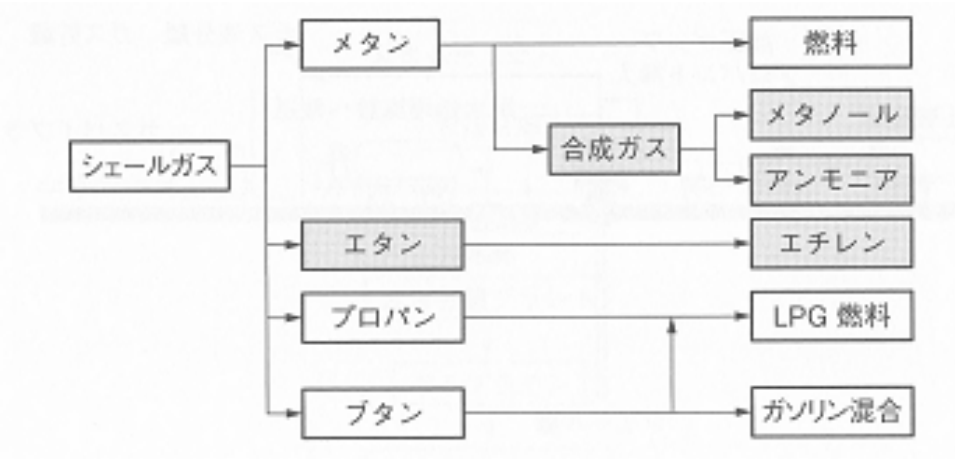 メタン
燃料
メタノール
合成ガス
シェールガス
アンモニア
エタン
エチレン
プロパン
LPG 燃料
ブタン
ガソリン混合